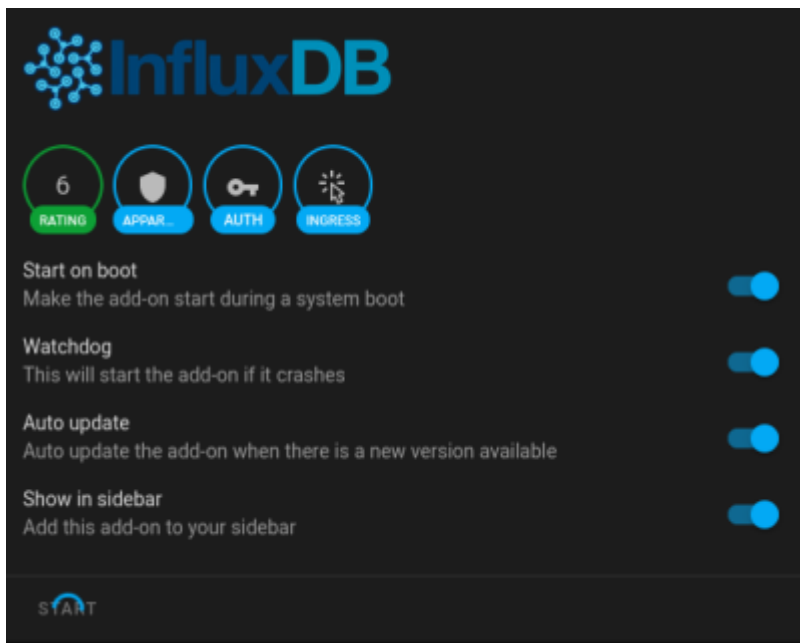 InfluxDB
6
RATING
APPAR...
AUTH
INGRESS
Start on boot
Make the add-on start during a system boot
Watchdog
This will start the add-on if it crashes
Auto update
Auto update the add-on when there is a new version available
Show in sidebar
Add this add-on to your sidebar
START